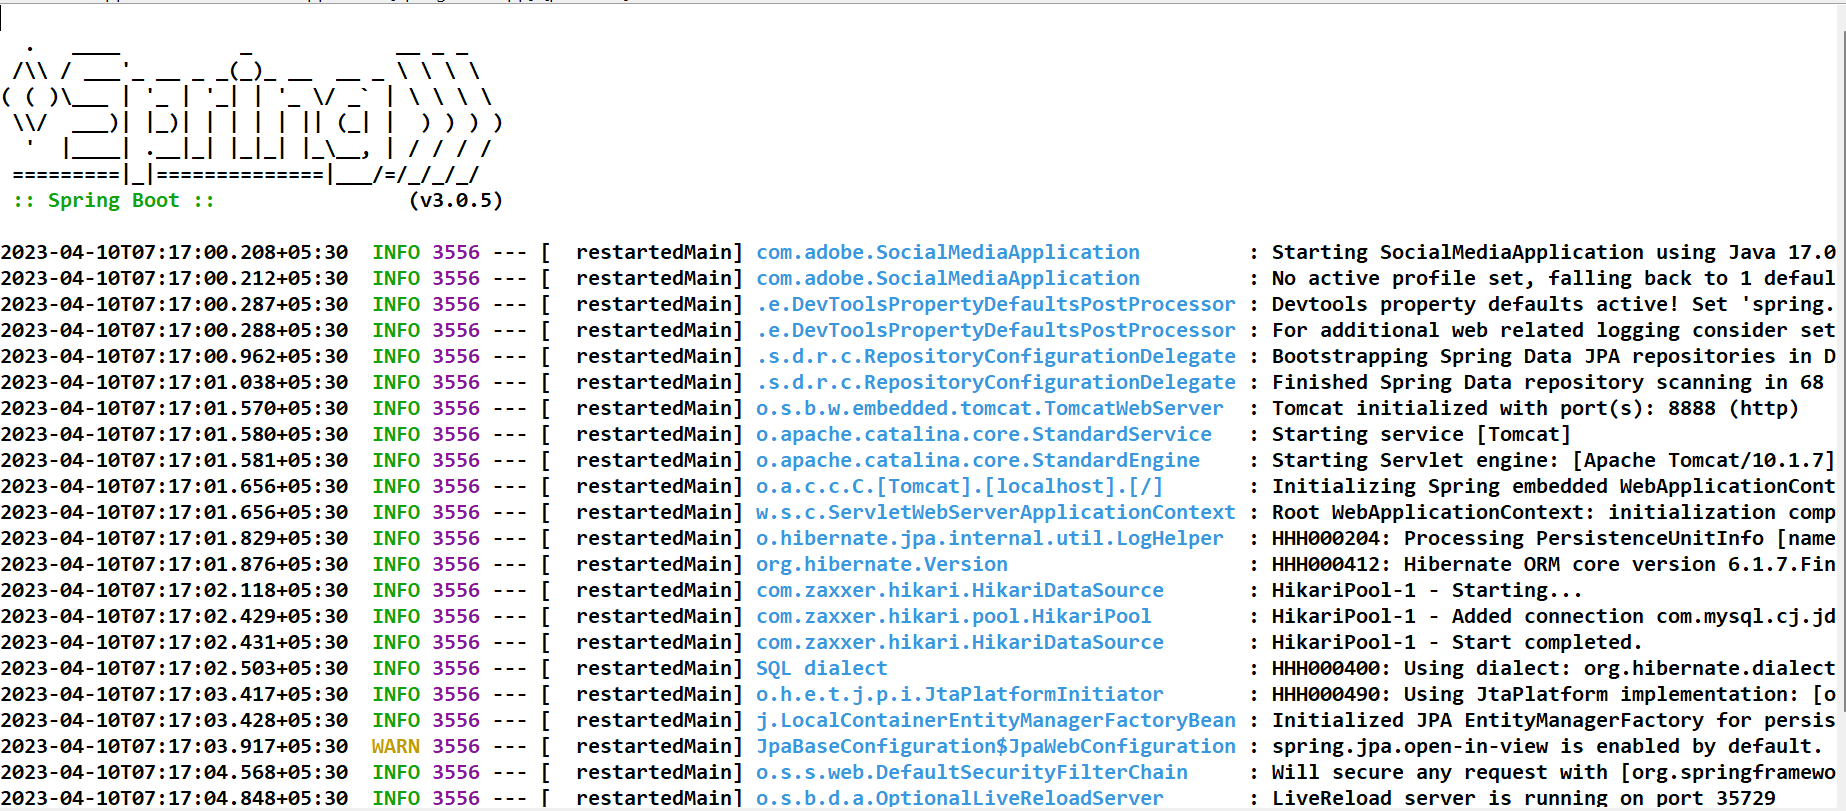 .   ____          _            __ _ _
 /\\ / ___'_ __ _ _(_)_ __  __ _ \ \ \ \
( ( )\___ | '_ | '_| | '_ \/ _` | \ \ \ \
 \\/  ___)| |_)| | | | | || (_| |  ) ) ) )
  '  |____| .__|_| |_|_| |_\__, | / / / /
 =========|_|==============|___/=/_/_/_/
 :: Spring Boot ::                (v3.0.5)
2023-04-10T07:17:00.208+05:30  INFO 3556 --- [  restartedMain] com.adobe.SocialMediaApplication         : Starting SocialMediaApplication using Java 17.0
2023-04-10T07:17:00.212+05:30  INFO 3556 --- [  restartedMain] com.adobe.SocialMediaApplication         : No active profile set, falling back to 1 defaul
2023-04-10T07:17:00.287+05:30  INFO 3556 --- [  restartedMain] .e.DevToolsPropertyDefaultsPostProcessor : Devtools property defaults active! Set 'spring.
2023-04-10T07:17:00.288+05:30  INFO 3556 --- [  restartedMain] .e.DevToolsPropertyDefaultsPostProcessor : For additional web related logging consider set
2023-04-10T07:17:00.962+05:30  INFO 3556 --- [  restartedMain] .s.d.r.c.RepositoryConfigurationDelegate : Bootstrapping Spring Data JPA repositories in D
2023-04-10T07:17:01.038+05:30  INFO 3556 --- [  restartedMain] .s.d.r.c.RepositoryConfigurationDelegate : Finished Spring Data repository scanning in 68
2023-04-10T07:17:01.570+05:30  INFO 3556 --- [  restartedMain] o.s.b.w.embedded.tomcat.TomcatWebServer  : Tomcat initialized with port(s): 8888 (http)
2023-04-10T07:17:01.580+05:30  INFO 3556 --- [  restartedMain] o.apache.catalina.core.StandardService   : Starting service [Tomcat]
2023-04-10T07:17:01.581+05:30  INFO 3556 --- [  restartedMain] o.apache.catalina.core.StandardEngine    : Starting Servlet engine: [Apache Tomcat/10.1.7]
2023-04-10T07:17:01.656+05:30  INFO 3556 --- [  restartedMain] o.a.c.c.C.[Tomcat].[localhost].[/]       : Initializing Spring embedded WebApplicationCont
2023-04-10T07:17:01.656+05:30  INFO 3556 --- [  restartedMain] w.s.c.ServletWebServerApplicationContext : Root WebApplicationContext: initialization comp
2023-04-10T07:17:01.829+05:30  INFO 3556 --- [  restartedMain] o.hibernate.jpa.internal.util.LogHelper  : HHH000204: Processing PersistenceUnitInfo [name
2023-04-10T07:17:01.876+05:30  INFO 3556 --- [  restartedMain] org.hibernate.Version                    : HHH000412: Hibernate ORM core version 6.1.7.Fin
2023-04-10T07:17:02.118+05:30  INFO 3556 --- [  restartedMain] com.zaxxer.hikari.HikariDataSource       : HikariPool-1 - Starting...
2023-04-10T07:17:02.429+05:30  INFO 3556 --- [  restartedMain] com.zaxxer.hikari.pool.HikariPool        : HikariPool-1 - Added connection com.mysql.cj.jd
2023-04-10T07:17:02.431+05:30  INFO 3556 --- [  restartedMain] com.zaxxer.hikari.HikariDataSource       : HikariPool-1 - Start completed.
2023-04-10T07:17:02.503+05:30  INFO 3556 --- [  restartedMain] SQL dialect                              : HHH000400: Using dialect: org.hibernate.dialect
2023-04-10T07:17:03.417+05:30  INFO 3556 --- [  restartedMain] o.h.e.t.j.p.i.JtaPlatformInitiator       : HHH000490: Using JtaPlatform implementation: [o
2023-04-10T07:17:03.428+05:30  INFO 3556 --- [  restartedMain] j.LocalContainerEntityManagerFactoryBean : Initialized JPA EntityManagerFactory for persis
2023-04-10T07:17:03.917+05:30  WARN 3556 --- [  restartedMain] JpaBaseConfiguration$JpaWebConfiguration : spring.jpa.open-in-view is enabled by default.
2023-04-10T07:17:04.568+05:30  INFO 3556 --- [  restartedMain] o.s.s.web.DefaultSecurityFilterChain     : Will secure any request with [org.springframewo
2023-04-10T07:17:04.848+05:30  INFO 3556 --- [  restartedMain] o.s.b.d.a.OptionalLiveReloadServer       : LiveReload server is running on port 35729